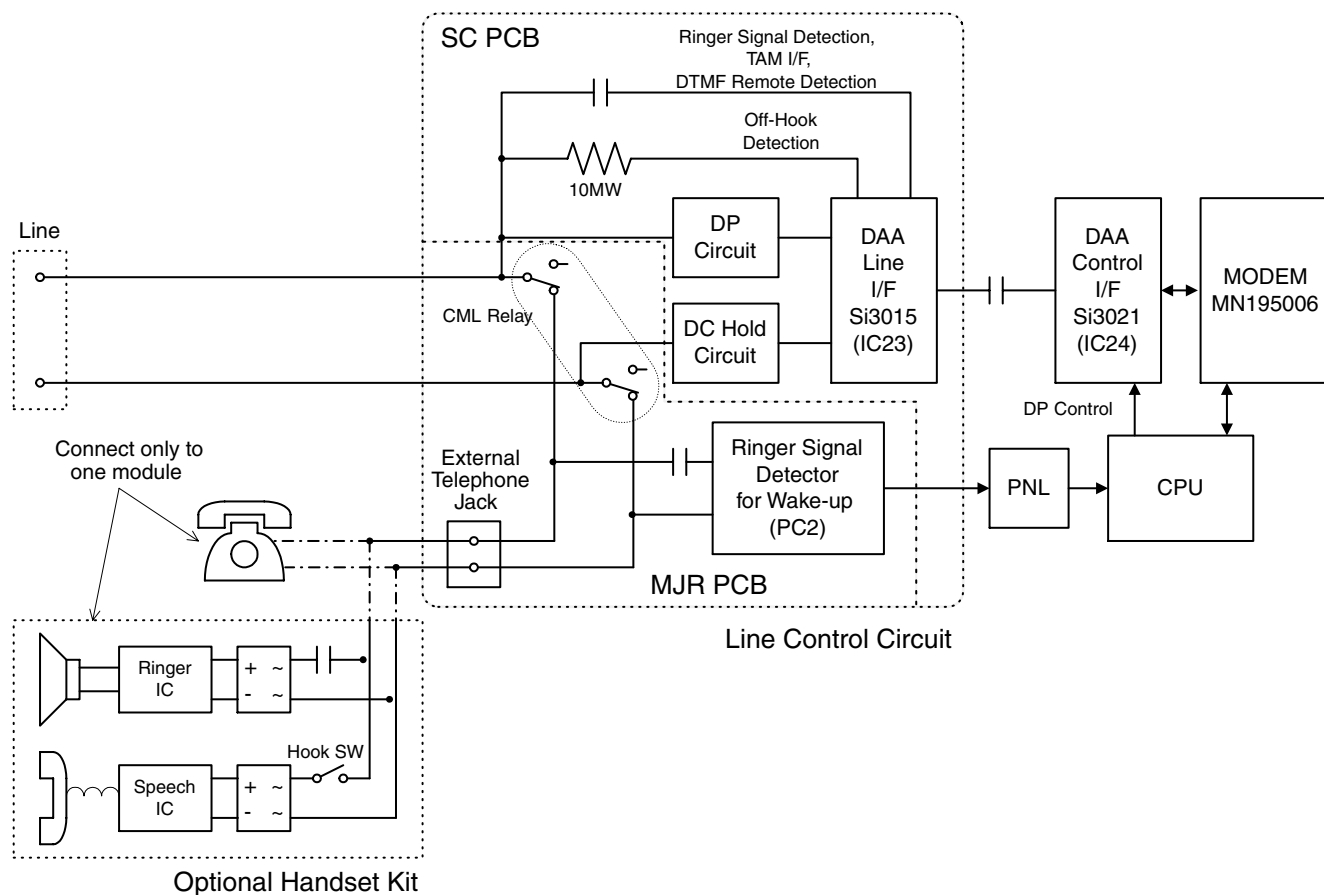 SC PCB
Ringer Signal Detection,
TAM I/F,
DTMF Remote Detection
Off-Hook
Detection
10MW
Line
DP
Circuit
DAA
Line
I/F
Si3015
(IC23)
DAA
Control
I/F
Si3021
(IC24)
MODEM
MN195006
CML Relay
DC Hold
Circuit
DP Control
Connect only to
one module
External
Telephone
Jack
Ringer Signal
Detector
for Wake-up
(PC2)
PNL
CPU
MJR PCB
Line Control Circuit
Ringer
IC
+ ~
- ~
Hook SW
Speech
IC
+ ~
- ~
Optional Handset Kit